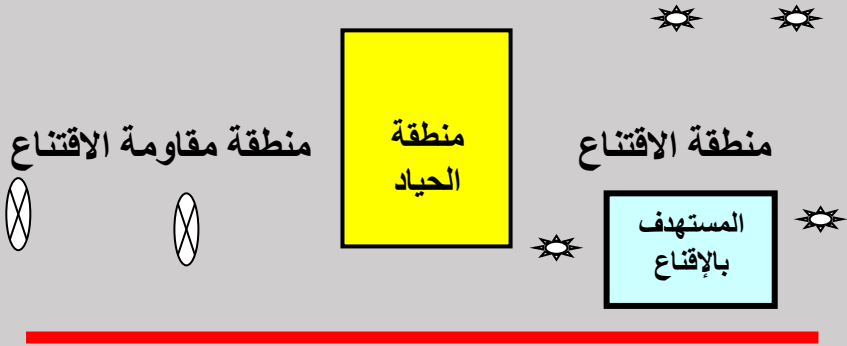 منطقة الاقتناع
منطقة
الحياد
منطقة مقاومة الاقتناع
المستهدف
بالإقناع